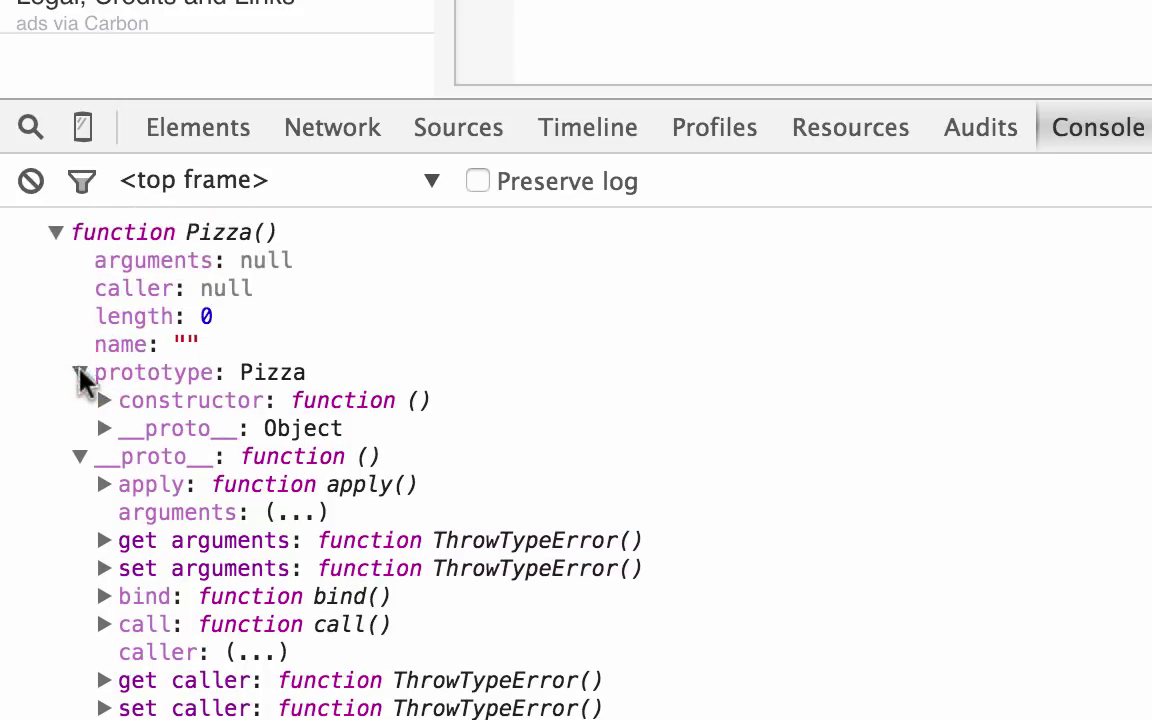 Legal, Credits and Links
ads via Carbon
Elements Network Sources Timeline Profiles Resources Audits Console
<top frame> Preserve log
function Pizza()
arguments: null
caller: null
length: 0
name: ""
prototype: Pizza
constructor: function ()
__proto__: Object
__proto__: function ()
apply: function apply()
arguments: (...)
get arguments: function ThrowTypeError()
set arguments: function ThrowTypeError()
bind: function bind()
call: function call()
caller: (...)
get caller: function ThrowTypeError()
set caller: function ThrowTypeError()